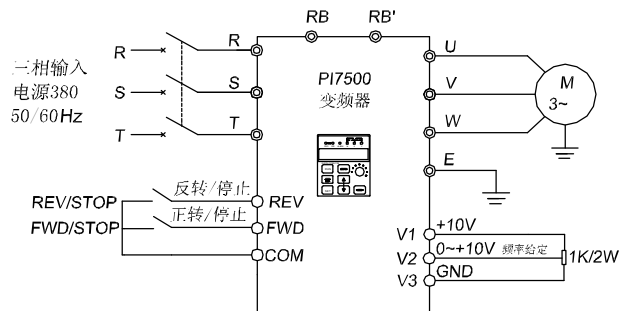 RB RB'
R R U
三相输入
电源380
50/60Hz
PI7500
变频器
M
3~
S S V
T T W
E
REV/STOP 反转/停止 REV
FWD/STOP 正转/停止 FWD
COM
V1 +10V
V2 0~+10V 频率给定 1K/2W
V3 GND